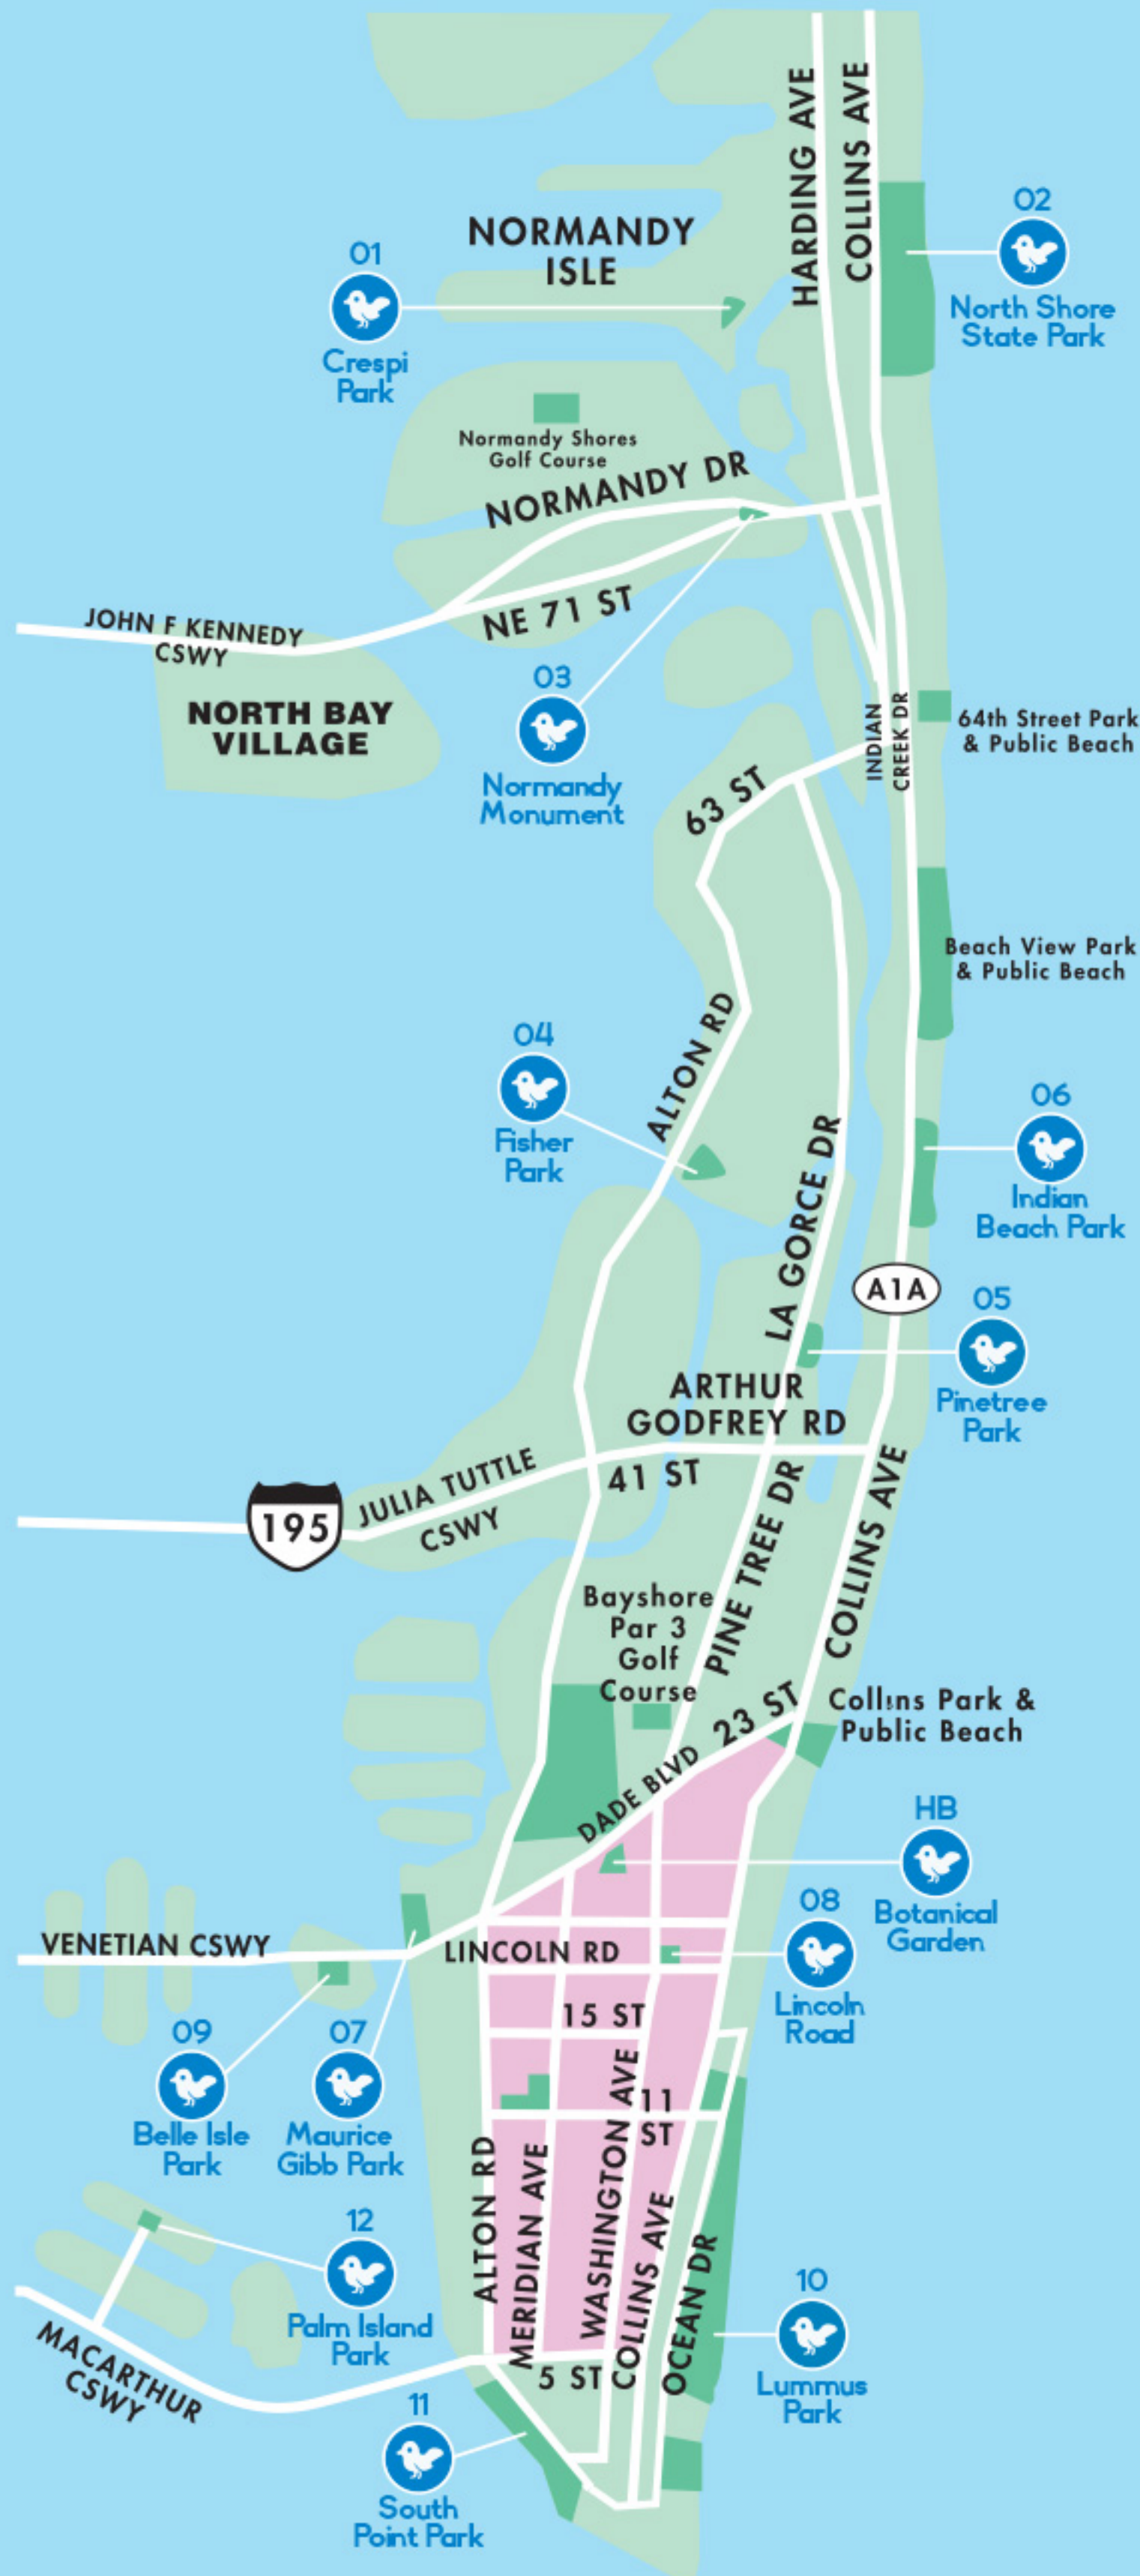 HARDING AVE
COLLINS AVE
02
North Shore
State Park
NORMANDY
ISLE
01
Crespi
Park
Normandy Shores
Golf Course
NORMANDY DR
NE 71 ST
JOHN F KENNEDY
CSWY
NORTH BAY
VILLAGE
03
Normandy
Monument
INDIAN
CREEK DR
64th Street Park
& Public Beach
63 ST
Beach View Park
& Public Beach
04
Fisher
Park
ALTON RD
06
Indian
Beach Park
LA GORCE DR
A1A
05
Pinetree
Park
ARTHUR
GODFREY RD
41 ST
195
JULIA TUTTLE
CSWY
PINE TREE DR
COLLINS AVE
Bayshore
Par 3
Golf
Course
23 ST
Collins Park &
Public Beach
DADE BLVD
HB
Botanical
Garden
VENETIAN CSWY
LINCOLN RD
08
Lincoln
Road
15 ST
09
Belle Isle
Park
07
Maurice
Gibb Park
11
ST
ALTON RD
MERIDIAN AVE
WASHINGTON AVE
COLLINS AVE
OCEAN DR
12
Palm Island
Park
10
Lummus
Park
MACARTHUR
CSWY
5 ST
11
South
Point Park